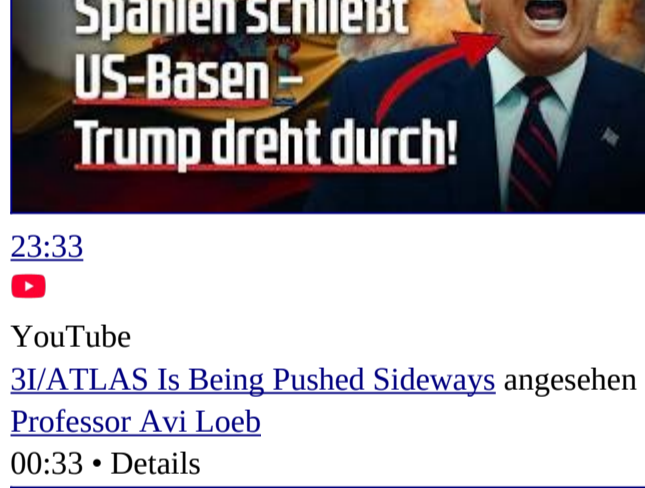 Spanien schließt
US-Basen –
Trump dreht durch!
23:33
YouTube
3I/ATLAS Is Being Pushed Sideways angesehen
Professor Avi Loeb
00:33 • Details